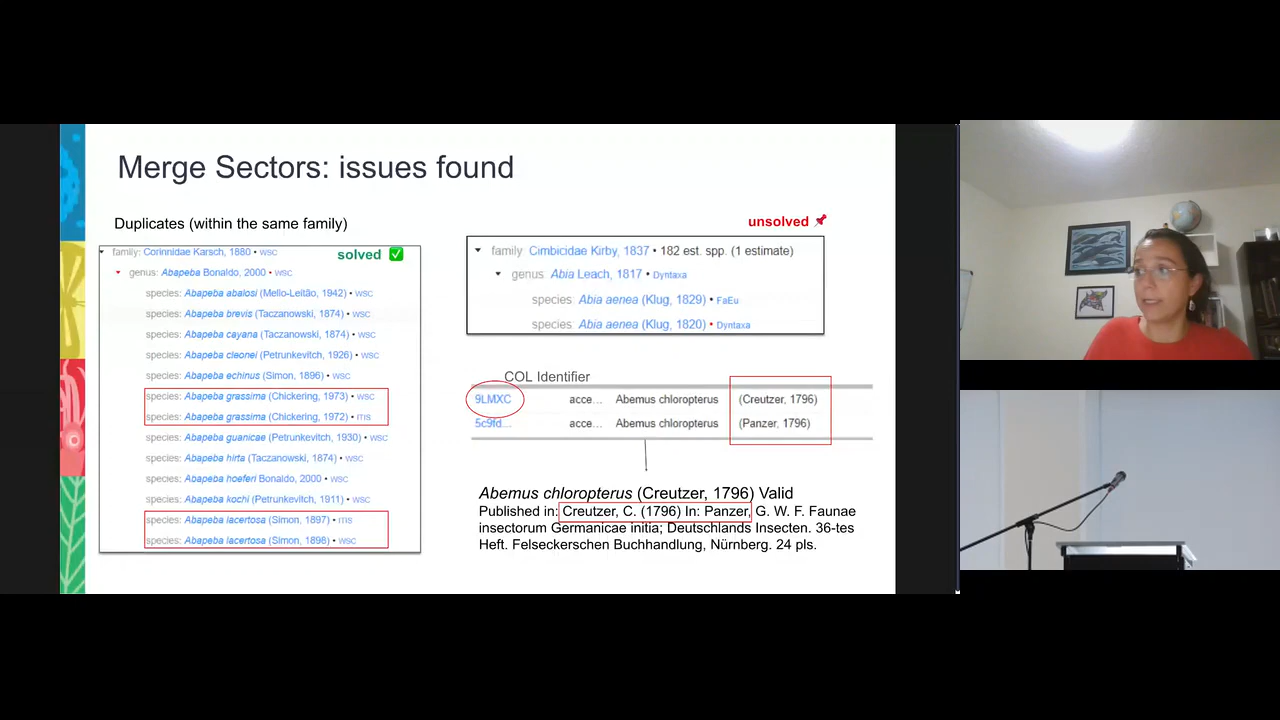 Merge Sectors: issues found
Duplicates (within the same family)
solved
family: Corinnidae Karsch, 1880 • WSC
genus: Abapeba Bonaldo, 2000 • WSC
species: Abapeba abalosi (Mello-Leitão, 1942) • WSC
species: Abapeba brevis (Taczanowski, 1874) • WSC
species: Abapeba cayana (Taczanowski, 1874) • WSC
species: Abapeba cleonei (Petrunkevitch, 1926) • WSC
species: Abapeba echinus (Simon, 1896) • WSC
species: Abapeba grassima (Chickering, 1973) • WSC
species: Abapeba grassima (Chickering, 1972) • ms
species: Abapeba guanicae (Petrunkevitch, 1930) • WSC
species: Abapeba hirta (Taczanowski, 1874) • WSC
species: Abapeba hoeferi Bonaldo, 2000 • WSC
species: Abapeba kochi (Petrunkevitch, 1911) • WSC
species: Abapeba lacertosa (Simon, 1897) • ms
species: Abapeba lacertosa (Simon, 1898) • WSC
unsolved
family Cimbicidae Kirby, 1837 • 182 est. spp. (1 estimate)
genus Abia Leach, 1817 • Dyntaxa
species: Abia aenea (Klug, 1829) • FaEu
species: Abia aenea (Klug, 1820) • Dyntaxa
COL Identifier
9LMXC acce... Abemus chloropterus (Creutzer, 1796)
5c9fd... acce... Abemus chloropterus (Panzer, 1796)
Abemus chloropterus (Creutzer, 1796) Valid
Published in: Creutzer, C. (1796) In: Panzer, G. W. F. Faunae
insectorum Germanicae initia; Deutschlands Insecten. 36-tes
Heft. Felseckerschen Buchhandlung, Nürnberg. 24 pls.